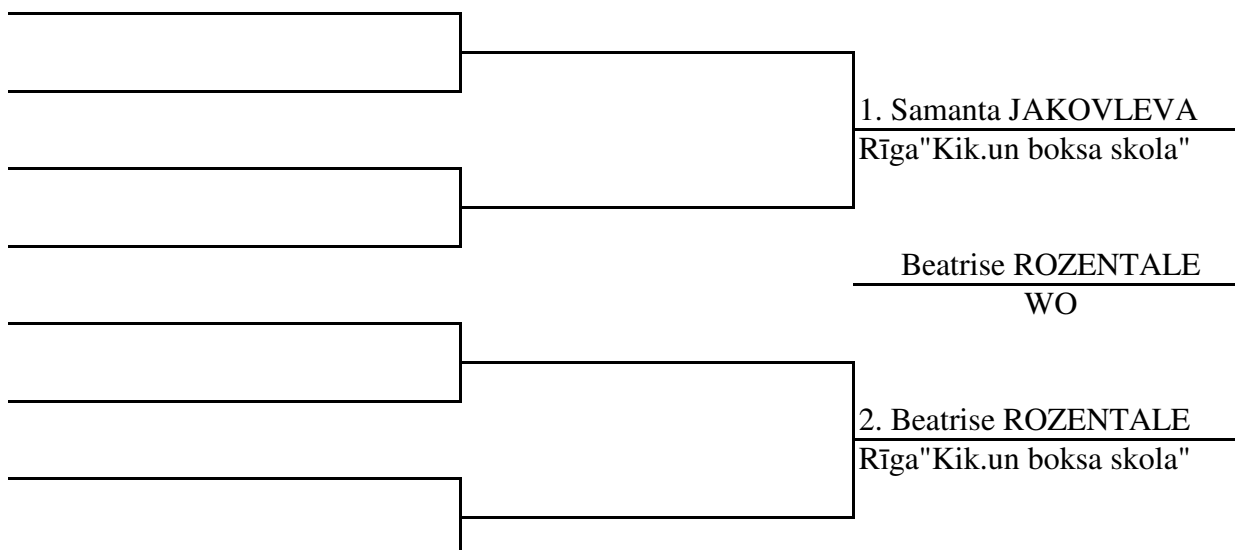 1. Samanta JAKOVLEVA
Rīga"Kik.un boksa skola"
Beatrise ROZENTALE
WO
2. Beatrise ROZENTALE
Rīga"Kik.un boksa skola"